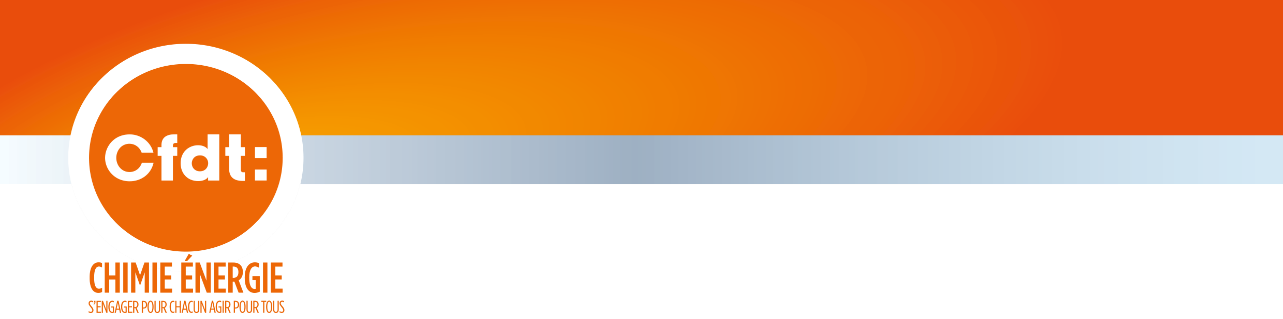 Cfdt:
CHIMIE ÉNERGIE
S'ENGAGER POUR CHACUN AGIR POUR TOUS